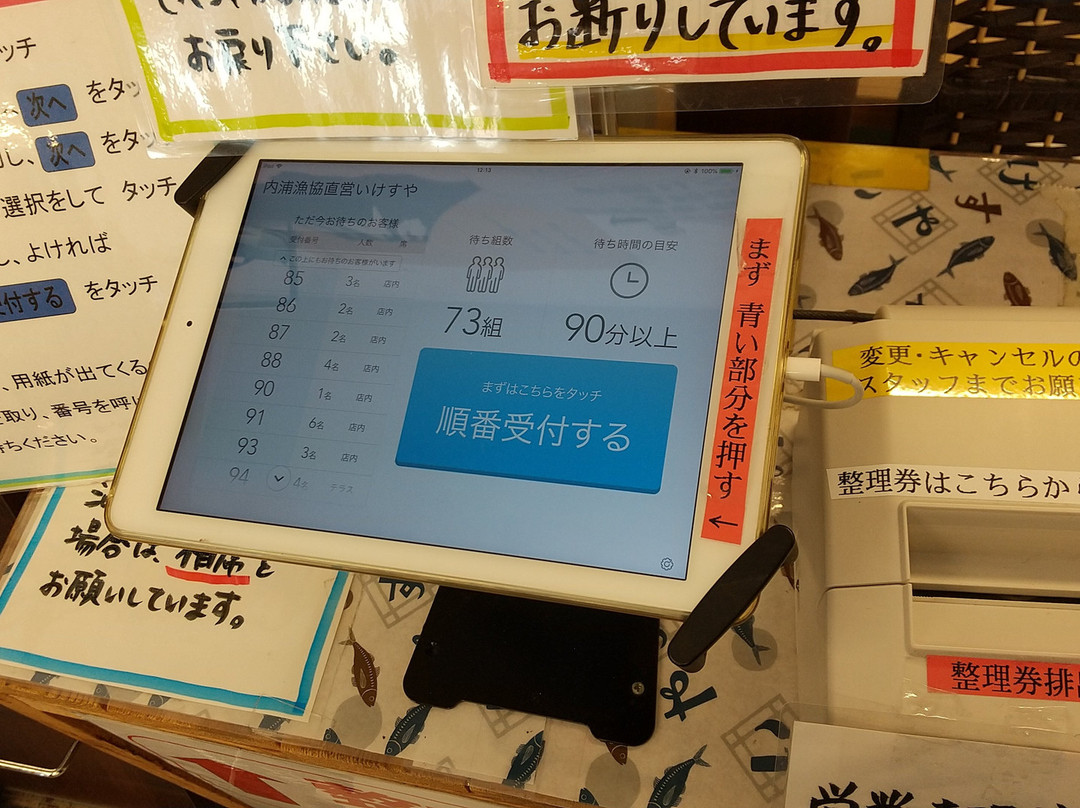 お戻り下さい。
お断りしています。
ッチ
次へ をタッ
し、次へ をタ
選択をして タッチ
し、よければ
付する をタッチ
、用紙が出てくる
取り、番号を呼
待ちください。
場合は、相席と
お願いしています。
12:12
100%
内浦漁協直営いけすや
ただ今お待ちのお客様
受付番号 人数 席
この上にもお待ちのお客様がいます
85 3名 店内
86 2名 店内
87 2名 店内
88 4名 店内
90 1名 店内
91 6名 店内
93 3名 店内
94 4名 テラス
待ち組数
73組
待ち時間の目安
90分以上
まずはこちらをタッチ
順番受付する
まず 青い部分を押す ←
いけすや
変更・キャンセルの
スタッフまでお願
整理券はこちらから
整理券排出